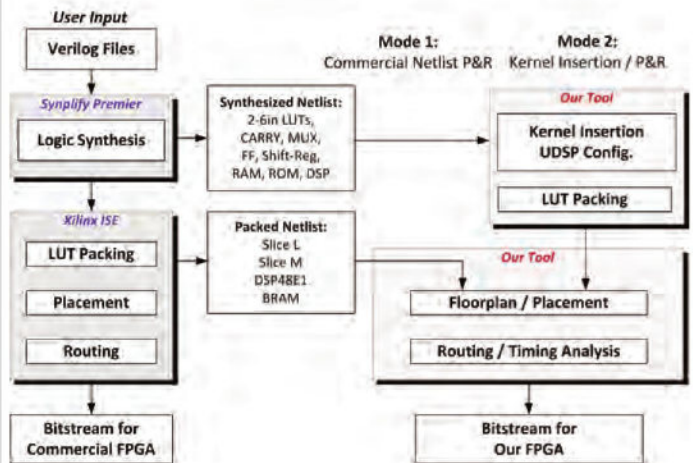 User Input
Verilog Files
Synplify Premier
Logic Synthesis
Xilinx ISE
LUT Packing
Placement
Routing
Bitstream for
Commercial FPGA
Synthesized Netlist:
2-6in LUTs,
CARRY, MUX,
FF, Shift-Reg,
RAM, ROM, DSP
Packed Netlist:
Slice L
Slice M
DSP48E1
BRAM
Mode 1:
Commercial Netlist P&R
Mode 2:
Kernel Insertion / P&R
Our Tool
Kernel Insertion
UDSP Config.
LUT Packing
Our Tool
Floorplan / Placement
Routing / Timing Analysis
Bitstream for
Our FPGA